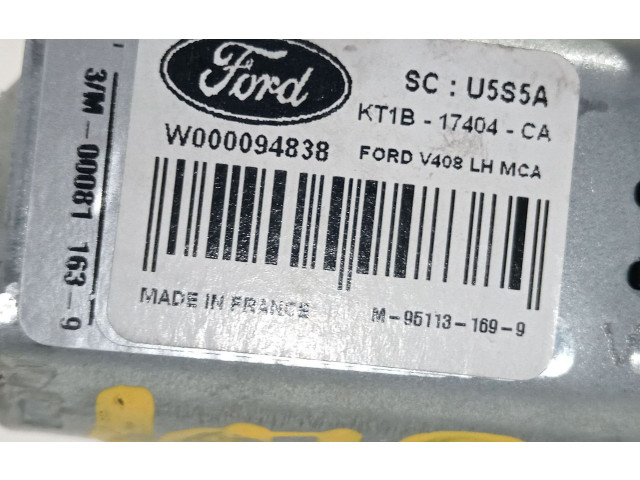 Ford
SC : U5S5A
KT1B - 17404 - CA
W000094838
FORD V408 LH MCA
MADE IN FRANCE
M-95113-169-9
3/M-00081 163-9